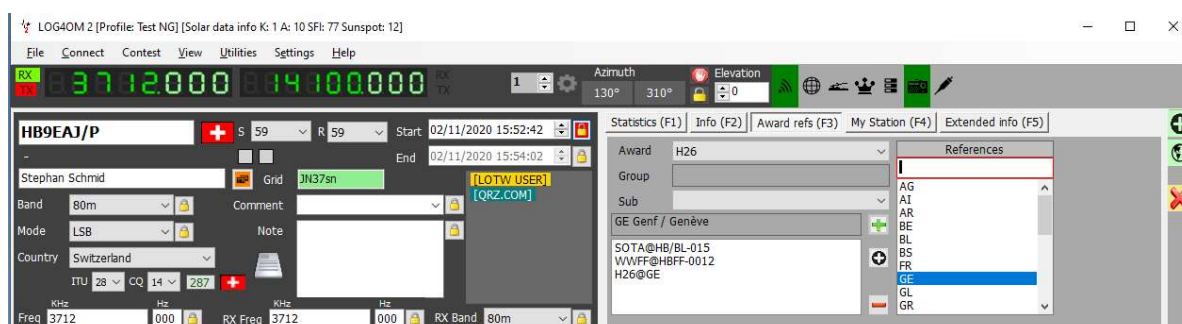 LOG4OM 2 [Profile: Test NG] [Solar data info K: 1 A: 10 SFI: 77 Sunspot: 12]
File Connect Contest View Utilities Settings Help
RX 3712.000 14100.000 RX 1 Azimuth Elevation
TX TX 130° 310° 0
HB9EAJ/P S 59 R 59 Start 02/11/2020 15:52:42
- End 02/11/2020 15:54:02
Stephan Schmid Grid JN37sn [LOTW USER]
[QRZ.COM]
Band 80m Comment
Mode LSB Note
Country Switzerland
ITU 28 CQ 14 287
KHz Hz KHz Hz
Freq 3712 000 RX Freq 3712 000 RX Band 80m
Statistics (F1) Info (F2) Award refs (F3) My Station (F4) Extended info (F5)
Award H26 References
Group
Sub
GE Genf / Genève
SOTA@HB/BL-015
WWFF@HBFF-0012
H26@GE
AG
AI
AR
BE
BL
BS
FR
GE
GL
GR